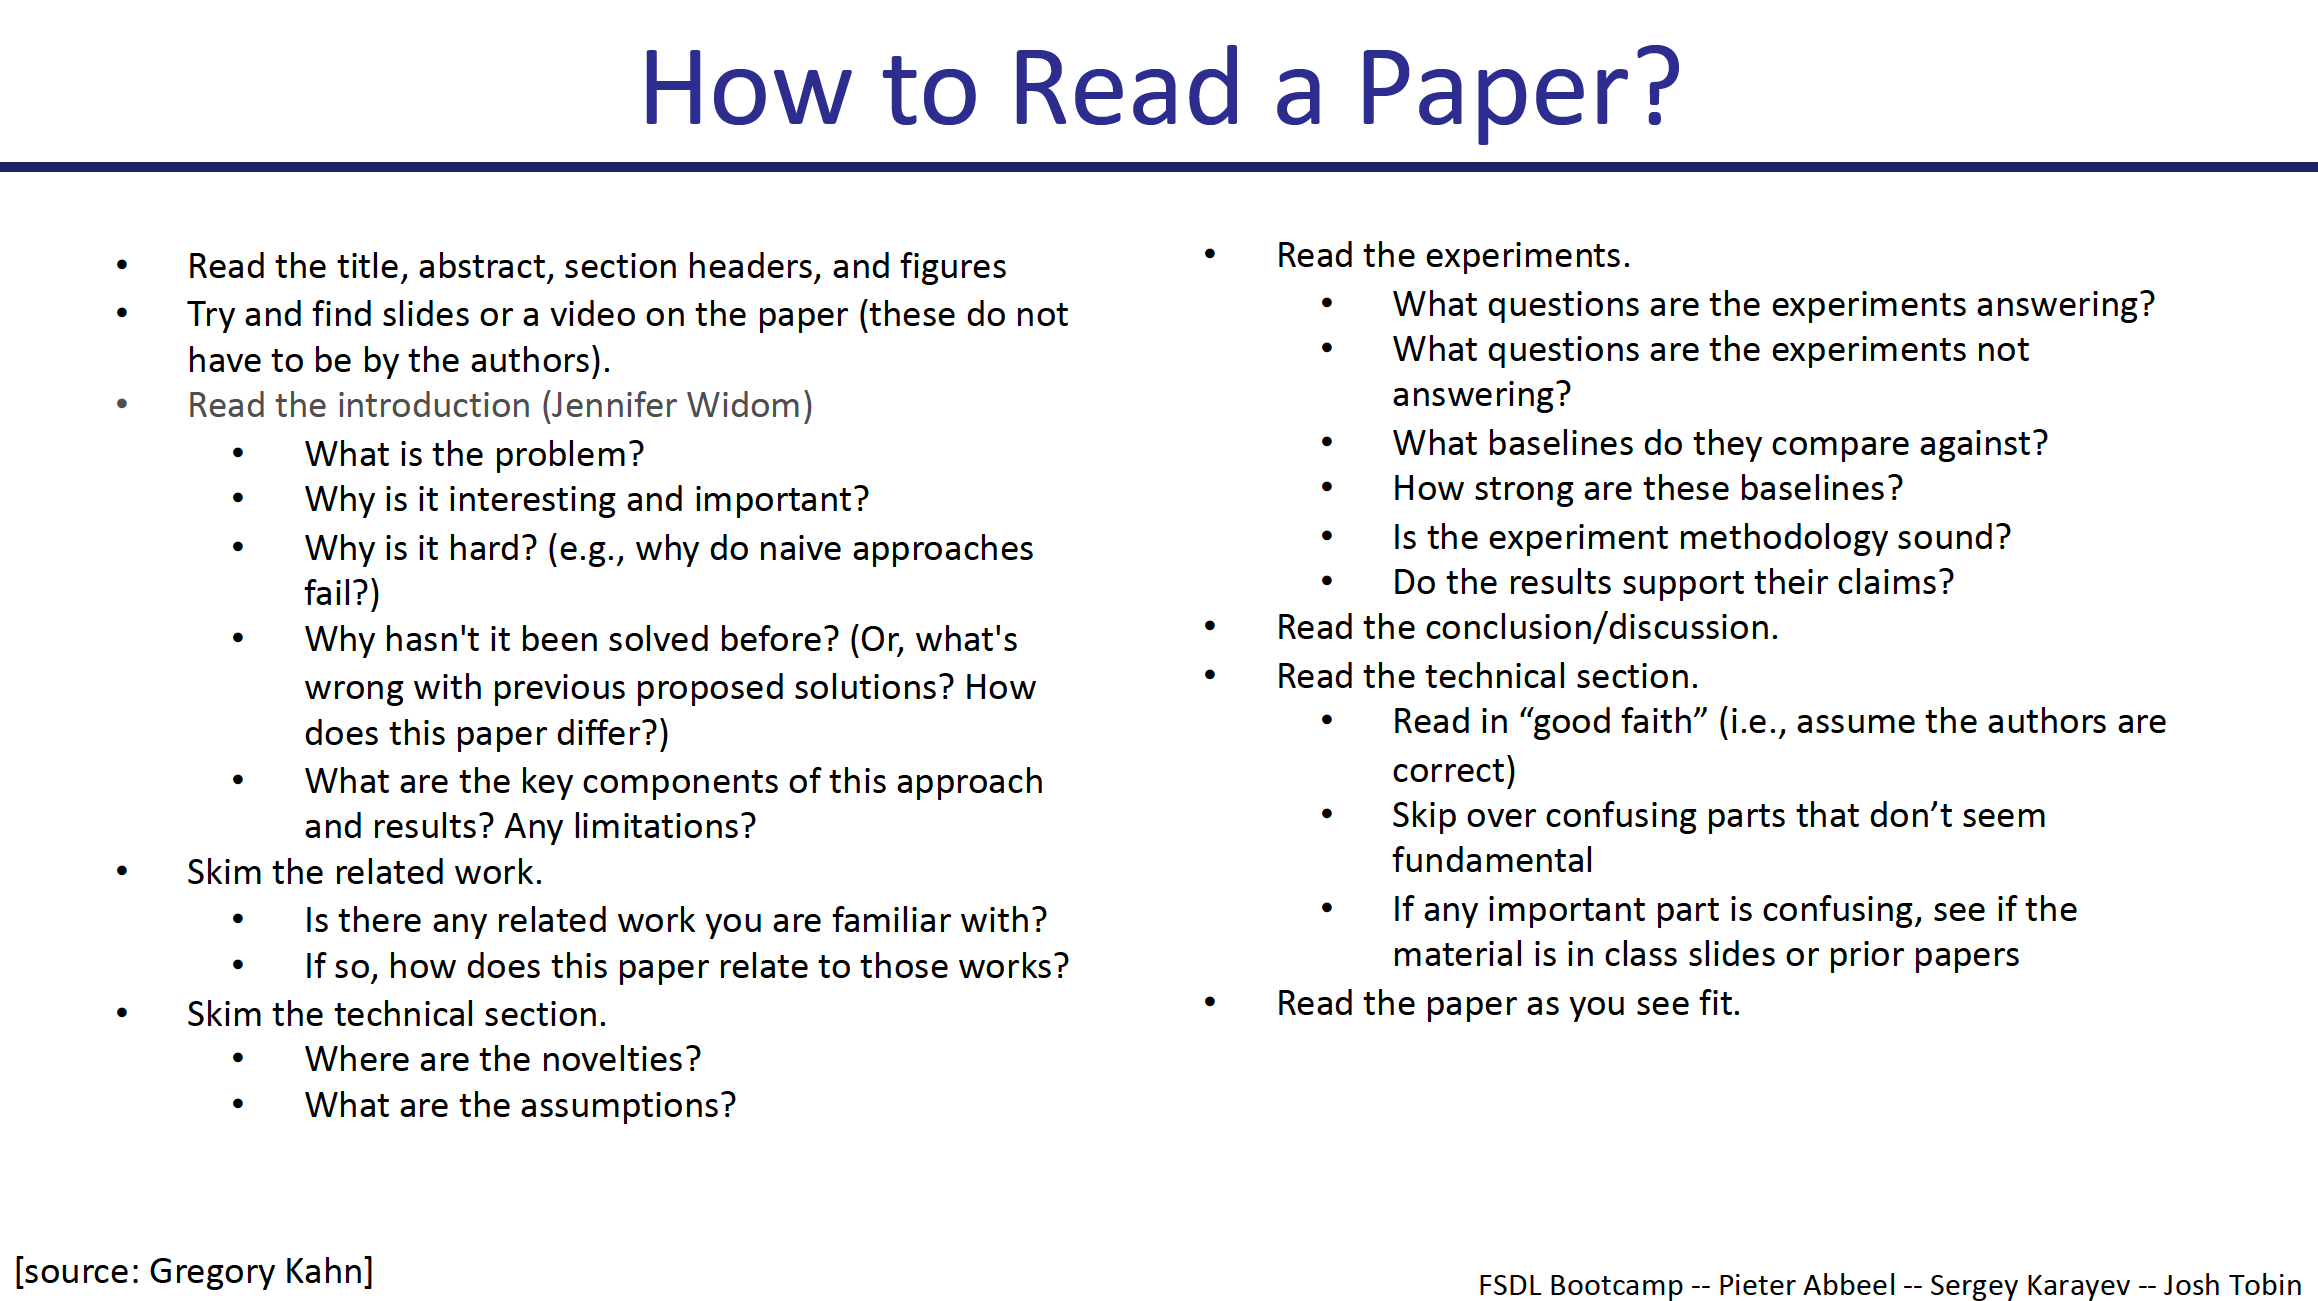 How to Read a Paper?
• Read the title, abstract, section headers, and figures
• Try and find slides or a video on the paper (these do not
have to be by the authors).
• Read the introduction (Jennifer Widom)
• What is the problem?
• Why is it interesting and important?
• Why is it hard? (e.g., why do naive approaches
fail?)
• Why hasn't it been solved before? (Or, what's
wrong with previous proposed solutions? How
does this paper differ?)
• What are the key components of this approach
and results? Any limitations?
• Skim the related work.
• Is there any related work you are familiar with?
• If so, how does this paper relate to those works?
• Skim the technical section.
• Where are the novelties?
• What are the assumptions?
• Read the experiments.
• What questions are the experiments answering?
• What questions are the experiments not
answering?
• What baselines do they compare against?
• How strong are these baselines?
• Is the experiment methodology sound?
• Do the results support their claims?
• Read the conclusion/discussion.
• Read the technical section.
• Read in “good faith” (i.e., assume the authors are
correct)
• Skip over confusing parts that don’t seem
fundamental
• If any important part is confusing, see if the
material is in class slides or prior papers
• Read the paper as you see fit.
[source: Gregory Kahn]
FSDL Bootcamp -- Pieter Abbeel -- Sergey Karayev -- Josh Tobin